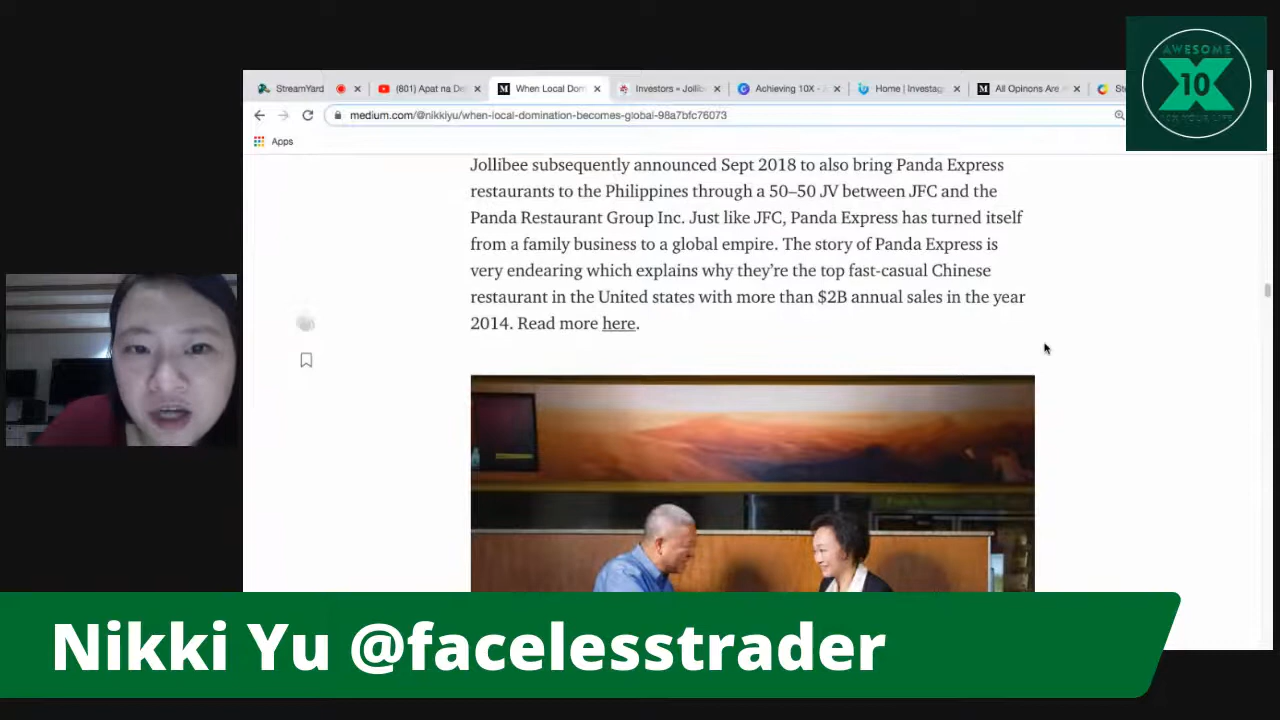 AWESOME
10
X
10X YOUR LIFE
StreamYard
(801) Apat na De
When Local Dom
Investors » Jollib
Achieving 10X - A
Home | Investag
All Opinons Are A
St
medium.com/@nikkiyu/when-local-domination-becomes-global-98a7bfc76073
Apps
Jollibee subsequently announced Sept 2018 to also bring Panda Express
restaurants to the Philippines through a 50–50 JV between JFC and the
Panda Restaurant Group Inc. Just like JFC, Panda Express has turned itself
from a family business to a global empire. The story of Panda Express is
very endearing which explains why they're the top fast-casual Chinese
restaurant in the United states with more than $2B annual sales in the year
2014. Read more here.
Nikki Yu @facelesstrader